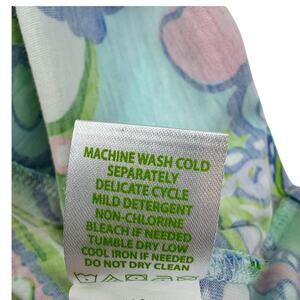 MACHINE WASH COLD
SEPARATELY
DELICATE CYCLE
MILD DETERGENT
NON-CHLORINE
BLEACH IF NEEDED
TUMBLE DRY LOW
COOL IRON IF NEEDED
DO NOT DRY CLEAN